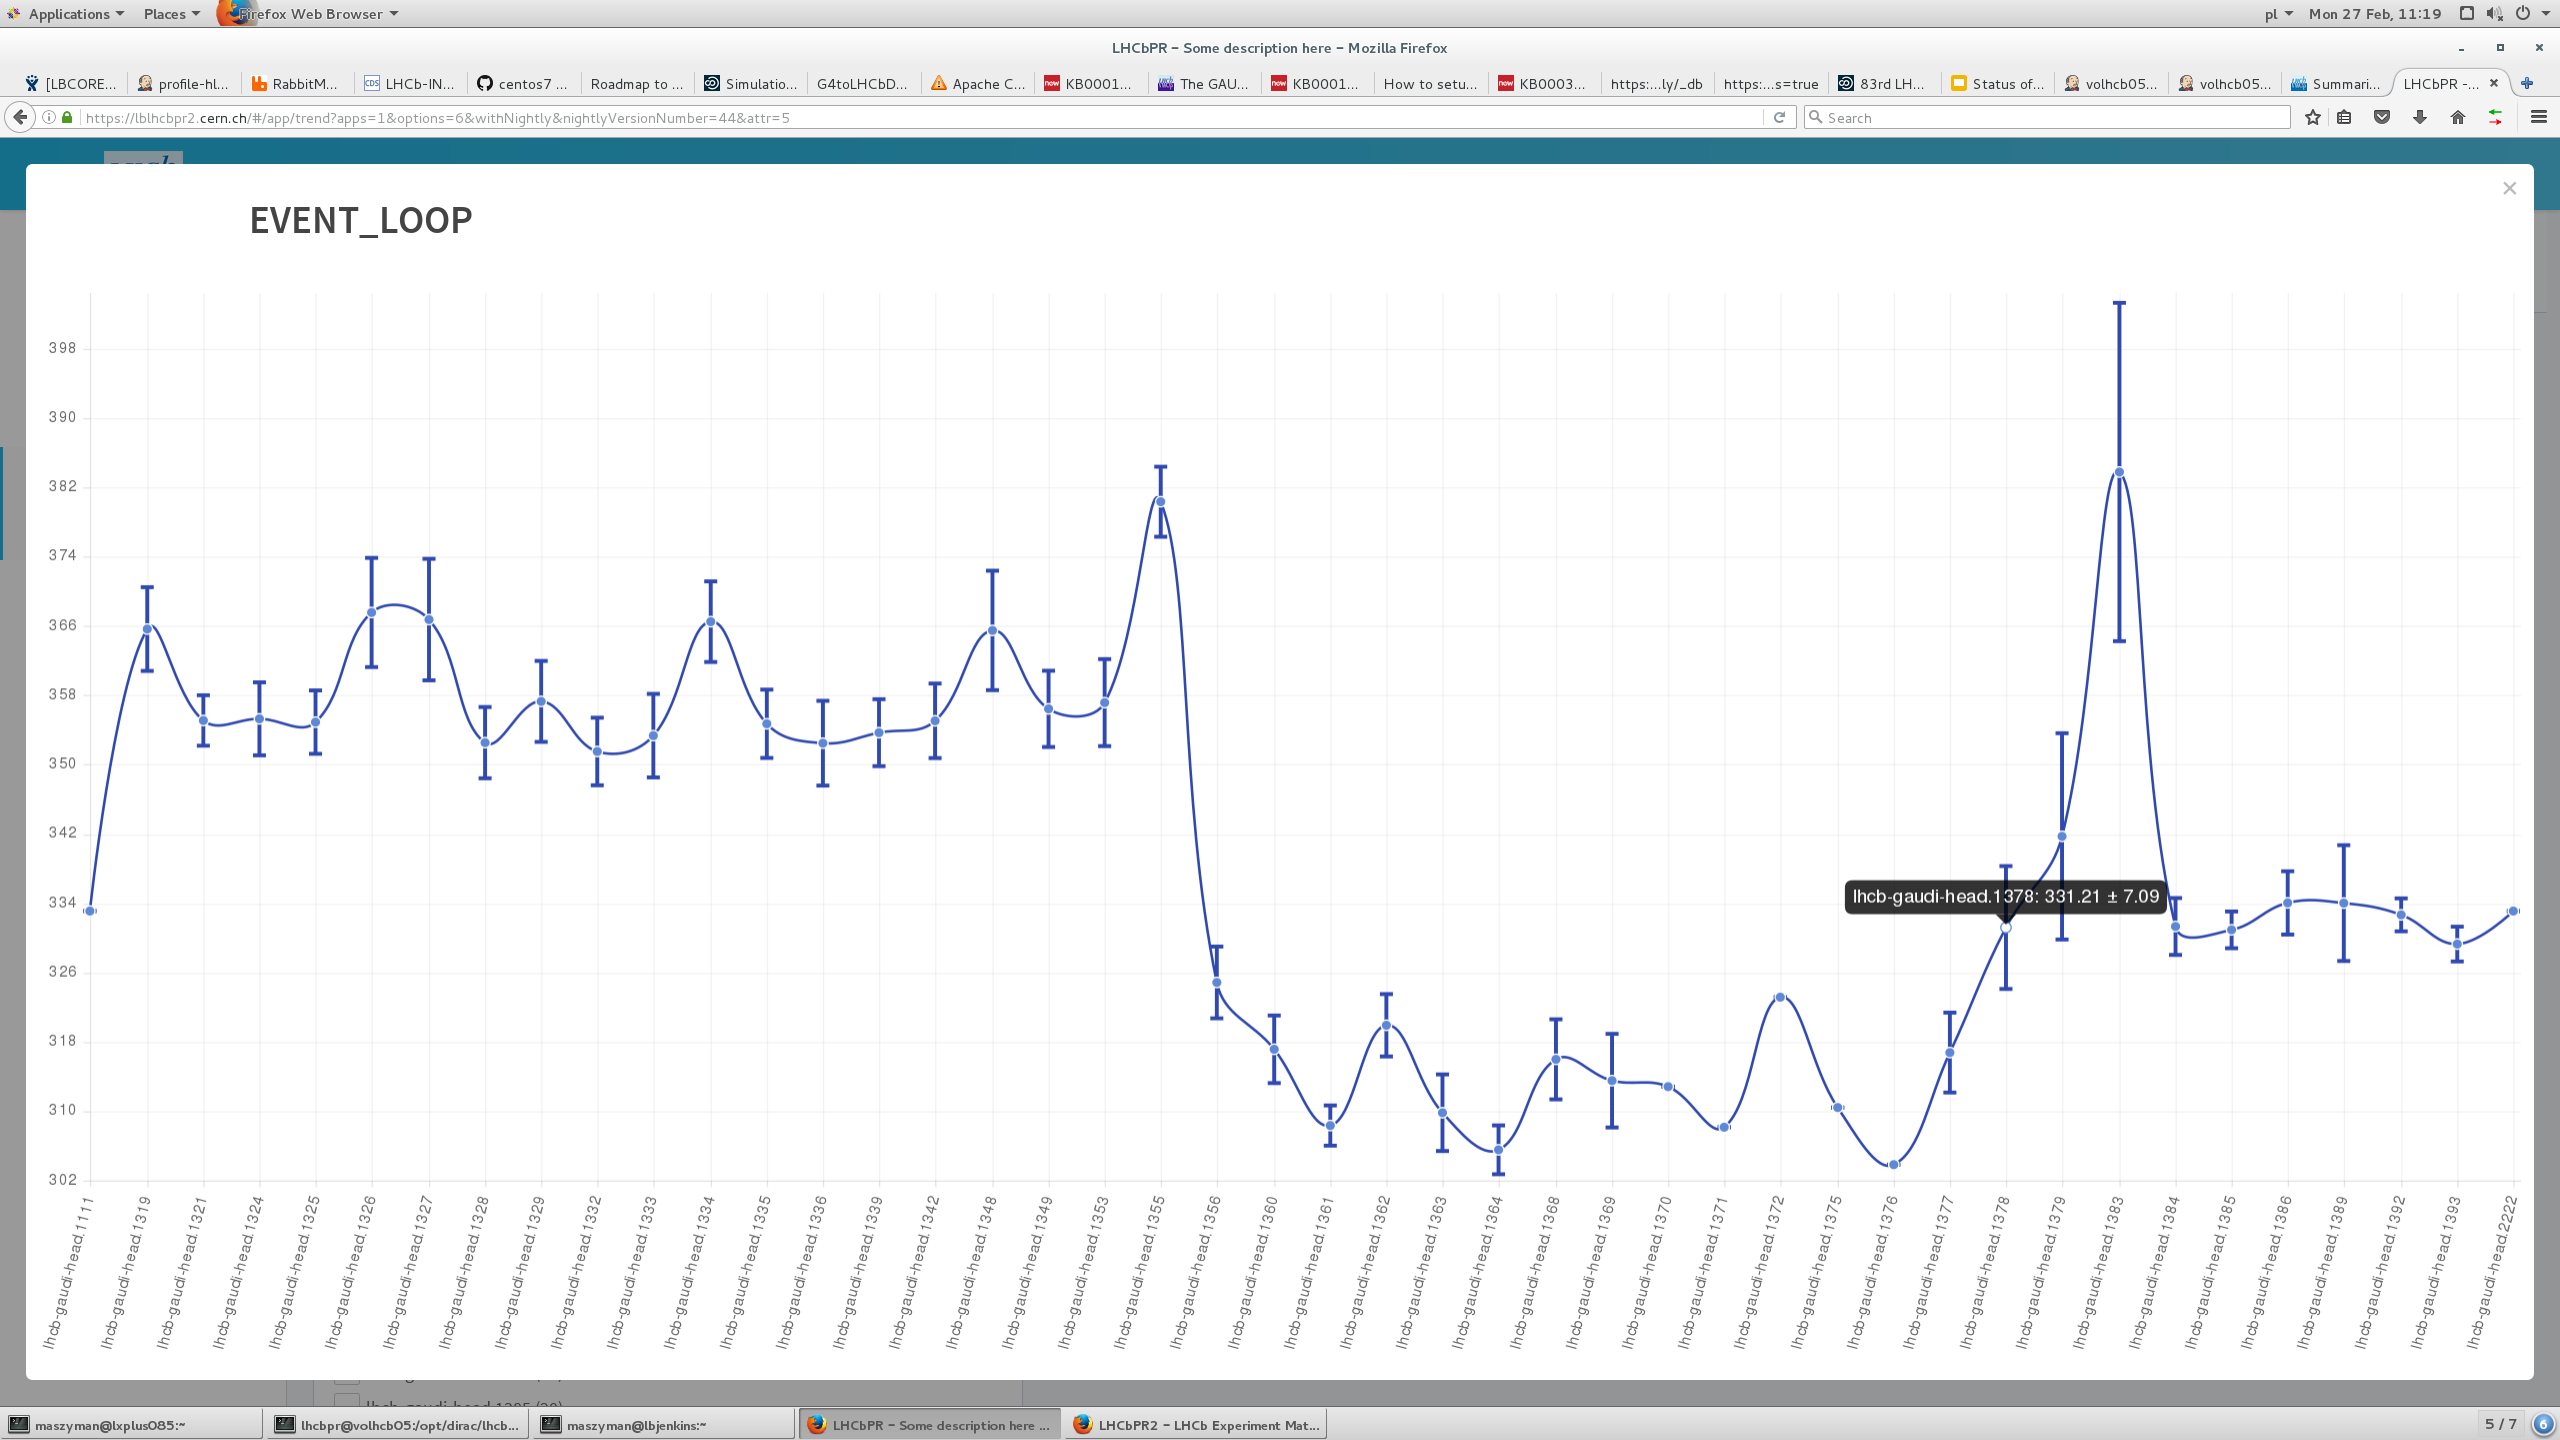 Applications Places Firefox Web Browser pl Mon 27 Feb, 11:19
LHCbPR - Some description here - Mozilla Firefox
[LBCORE... profile-hl... RabbitM... CDS LHCb-IN... centos7 ... Roadmap to ... Simulatio... G4toLHCbD... Apache C... now KB0001... The GAU... now KB0001... How to setu... now KB0003... https:...ly/_db https:...s=true 83rd LH... Status of... volhcb05... volhcb05... Summari... LHCbPR -...
https://lblhcbpr2.cern.ch/#/app/trend?apps=1&options=6&withNightly&nightlyVersionNumber=44&attr=5 Search
EVENT_LOOP
398
390
382
374
366
358
350
342
334
326
318
310
302
lhcb-gaudi-head.1378: 331.21 ± 7.09
lhcb-gaudi-head.1111
lhcb-gaudi-head.1319
lhcb-gaudi-head.1321
lhcb-gaudi-head.1324
lhcb-gaudi-head.1325
lhcb-gaudi-head.1326
lhcb-gaudi-head.1327
lhcb-gaudi-head.1328
lhcb-gaudi-head.1329
lhcb-gaudi-head.1332
lhcb-gaudi-head.1333
lhcb-gaudi-head.1334
lhcb-gaudi-head.1335
lhcb-gaudi-head.1336
lhcb-gaudi-head.1339
lhcb-gaudi-head.1342
lhcb-gaudi-head.1348
lhcb-gaudi-head.1349
lhcb-gaudi-head.1353
lhcb-gaudi-head.1355
lhcb-gaudi-head.1356
lhcb-gaudi-head.1360
lhcb-gaudi-head.1361
lhcb-gaudi-head.1362
lhcb-gaudi-head.1363
lhcb-gaudi-head.1364
lhcb-gaudi-head.1368
lhcb-gaudi-head.1369
lhcb-gaudi-head.1370
lhcb-gaudi-head.1371
lhcb-gaudi-head.1372
lhcb-gaudi-head.1375
lhcb-gaudi-head.1376
lhcb-gaudi-head.1377
lhcb-gaudi-head.1378
lhcb-gaudi-head.1379
lhcb-gaudi-head.1383
lhcb-gaudi-head.1384
lhcb-gaudi-head.1385
lhcb-gaudi-head.1386
lhcb-gaudi-head.1389
lhcb-gaudi-head.1392
lhcb-gaudi-head.1393
lhcb-gaudi-head.2222
maszyman@lxplus085:~ lhcbpr@volhcb05:/opt/dirac/lhcb... maszyman@lbjenkins:~ LHCbPR - Some description here ... LHCbPR2 - LHCb Experiment Mat... 5 / 7 6